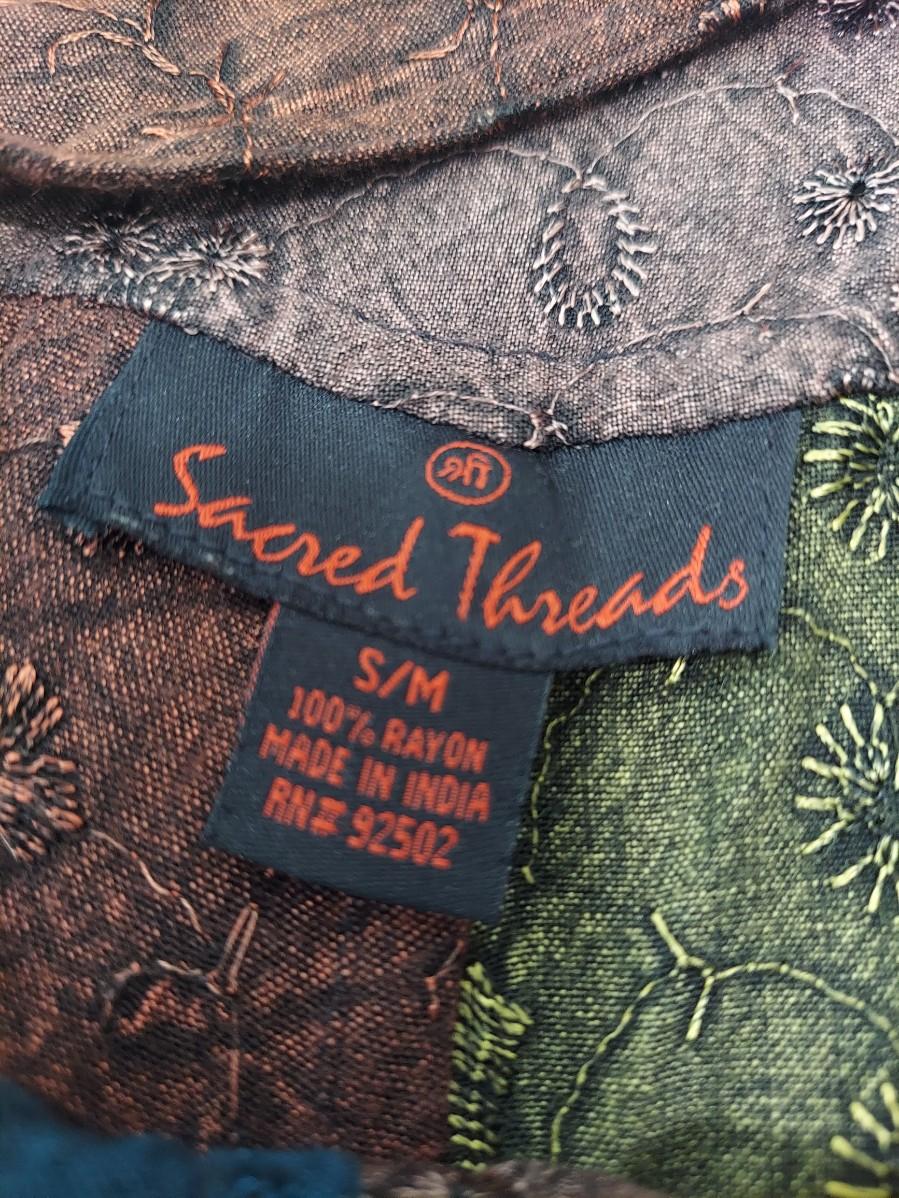 श्री
Sacred Threads
S/M
100% RAYON
MADE IN INDIA
RN# 92502